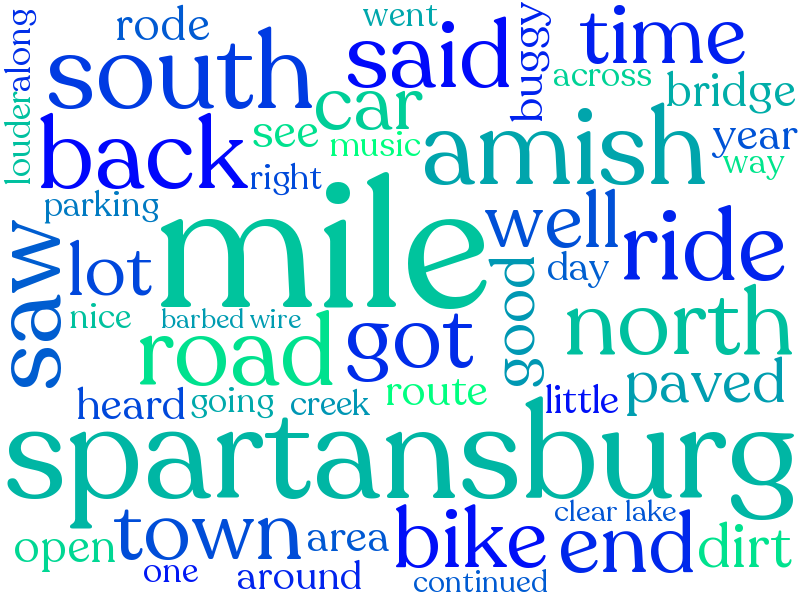 went
rode
said
time
along
buggy
south
across
bridge
car
louder
see
music
amish
year
way
back
right
parking
mile
well
ride
saw
lot
day
good
nice
barbed wire
north
road
got
paved
route
heard
going
creek
little
spartansburg
clear lake
town
area
bike
end
open
dirt
one
around
continued